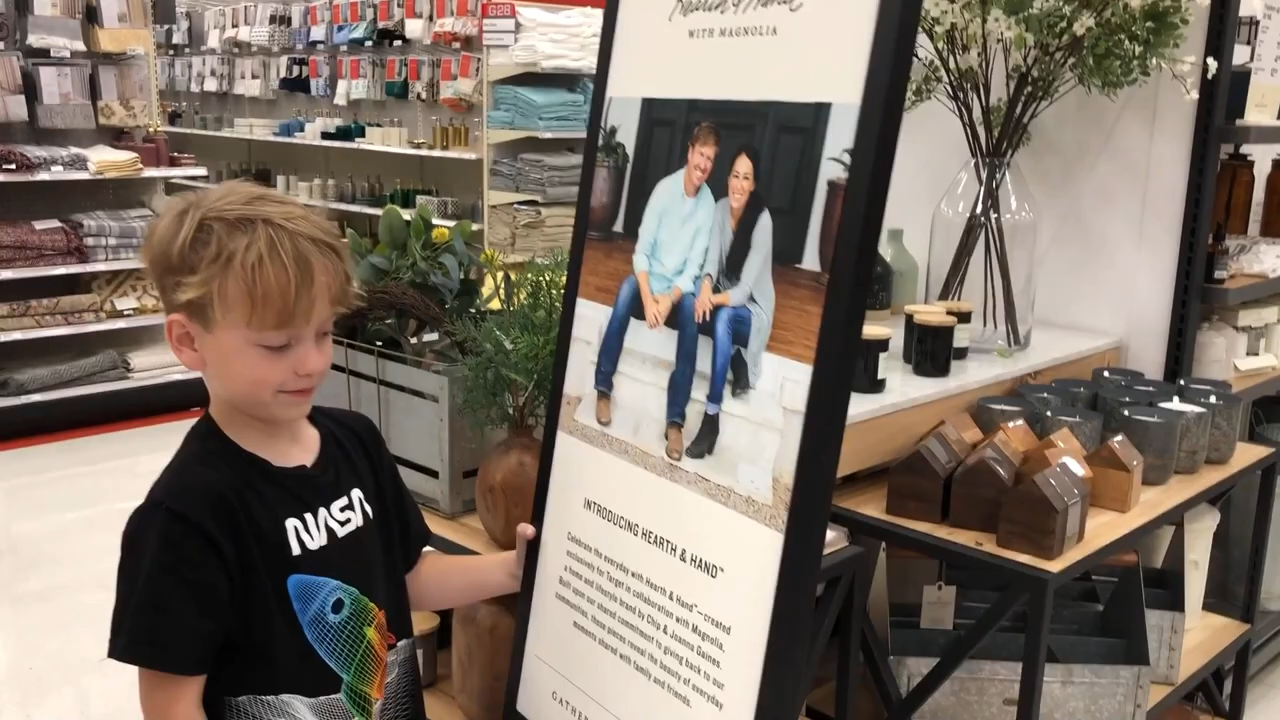 G28
Hearth & Hand
WITH MAGNOLIA
NASA
INTRODUCING HEARTH & HAND™
Celebrate the everyday with Hearth & Hand™—created
exclusively for Target in collaboration with Magnolia,
a home and lifestyle brand by Chip & Joanna Gaines.
Built upon our shared commitment to giving back to our
communities, these pieces reveal the beauty of everyday
moments shared with family and friends.